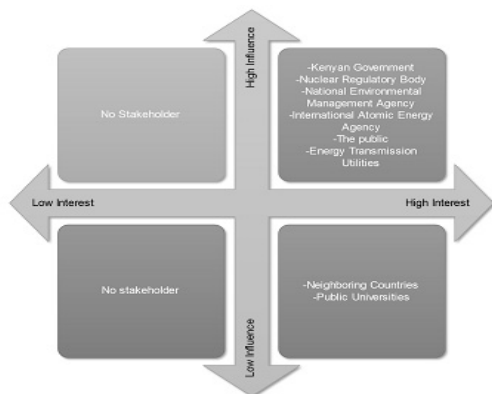 High Influence
No Stakeholder
-Kenyan Government
-Nuclear Regulatory Body
-National Environmental
Management Agency
-International Atomic Energy
Agency
-The public
-Energy Transmission
Utilities
Low Interest
High Interest
No stakeholder
-Neighboring Countries
-Public Universities
Low Influence